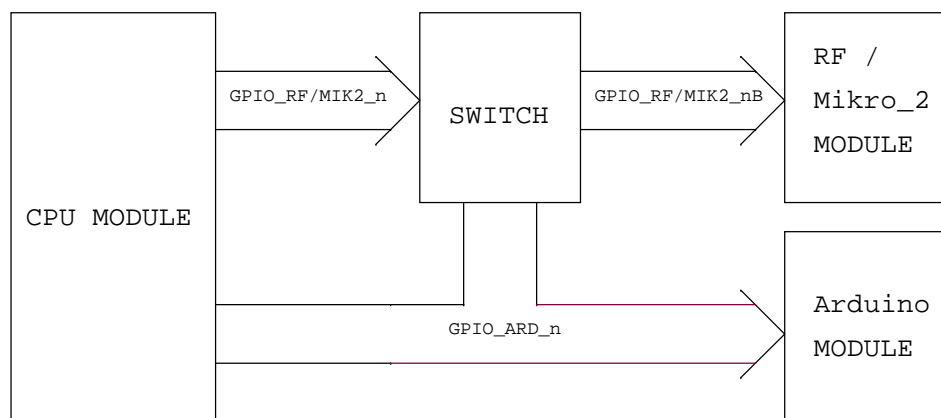 RF /
Mikro_2
MODULE
GPIO_RF/MIK2_n
GPIO_RF/MIK2_nB
SWITCH
CPU MODULE
Arduino
MODULE
GPIO_ARD_n